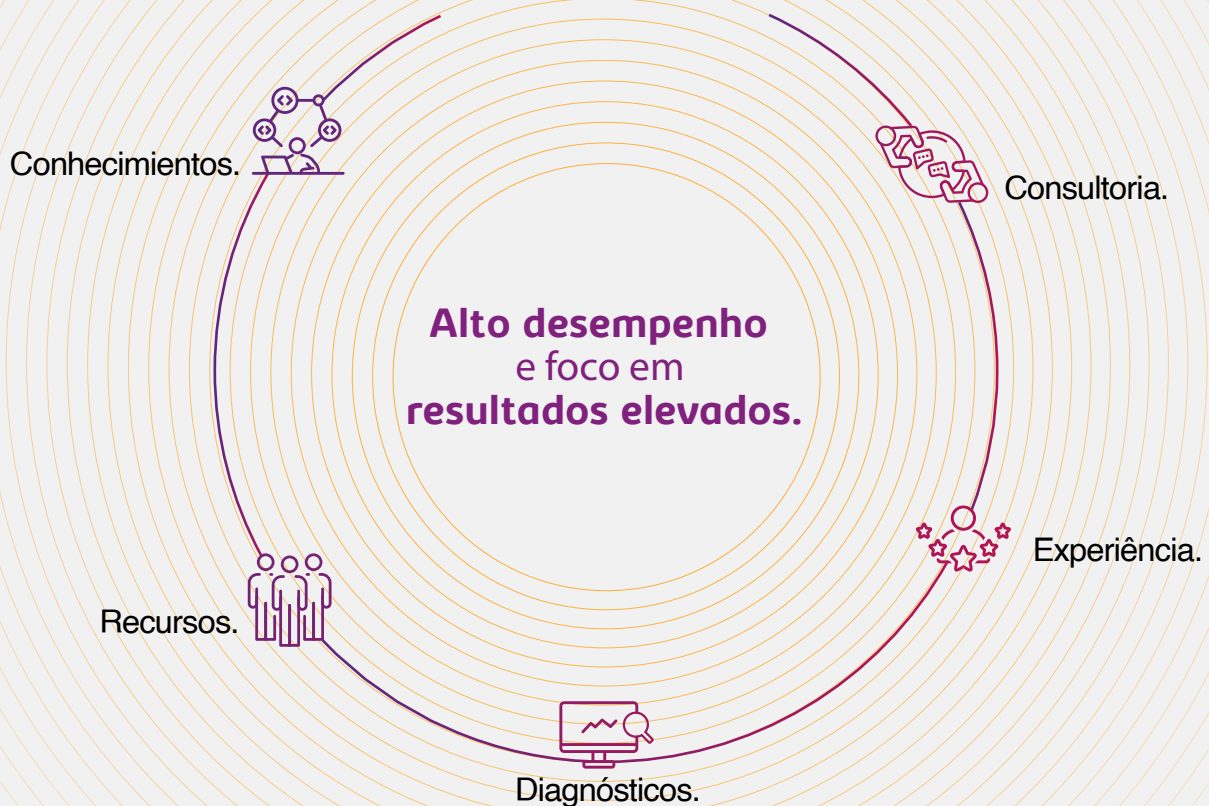 Conhecimientos.
Consultoria.
Alto desempenho
e foco em
resultados elevados.
Experiência.
Recursos.
Diagnósticos.